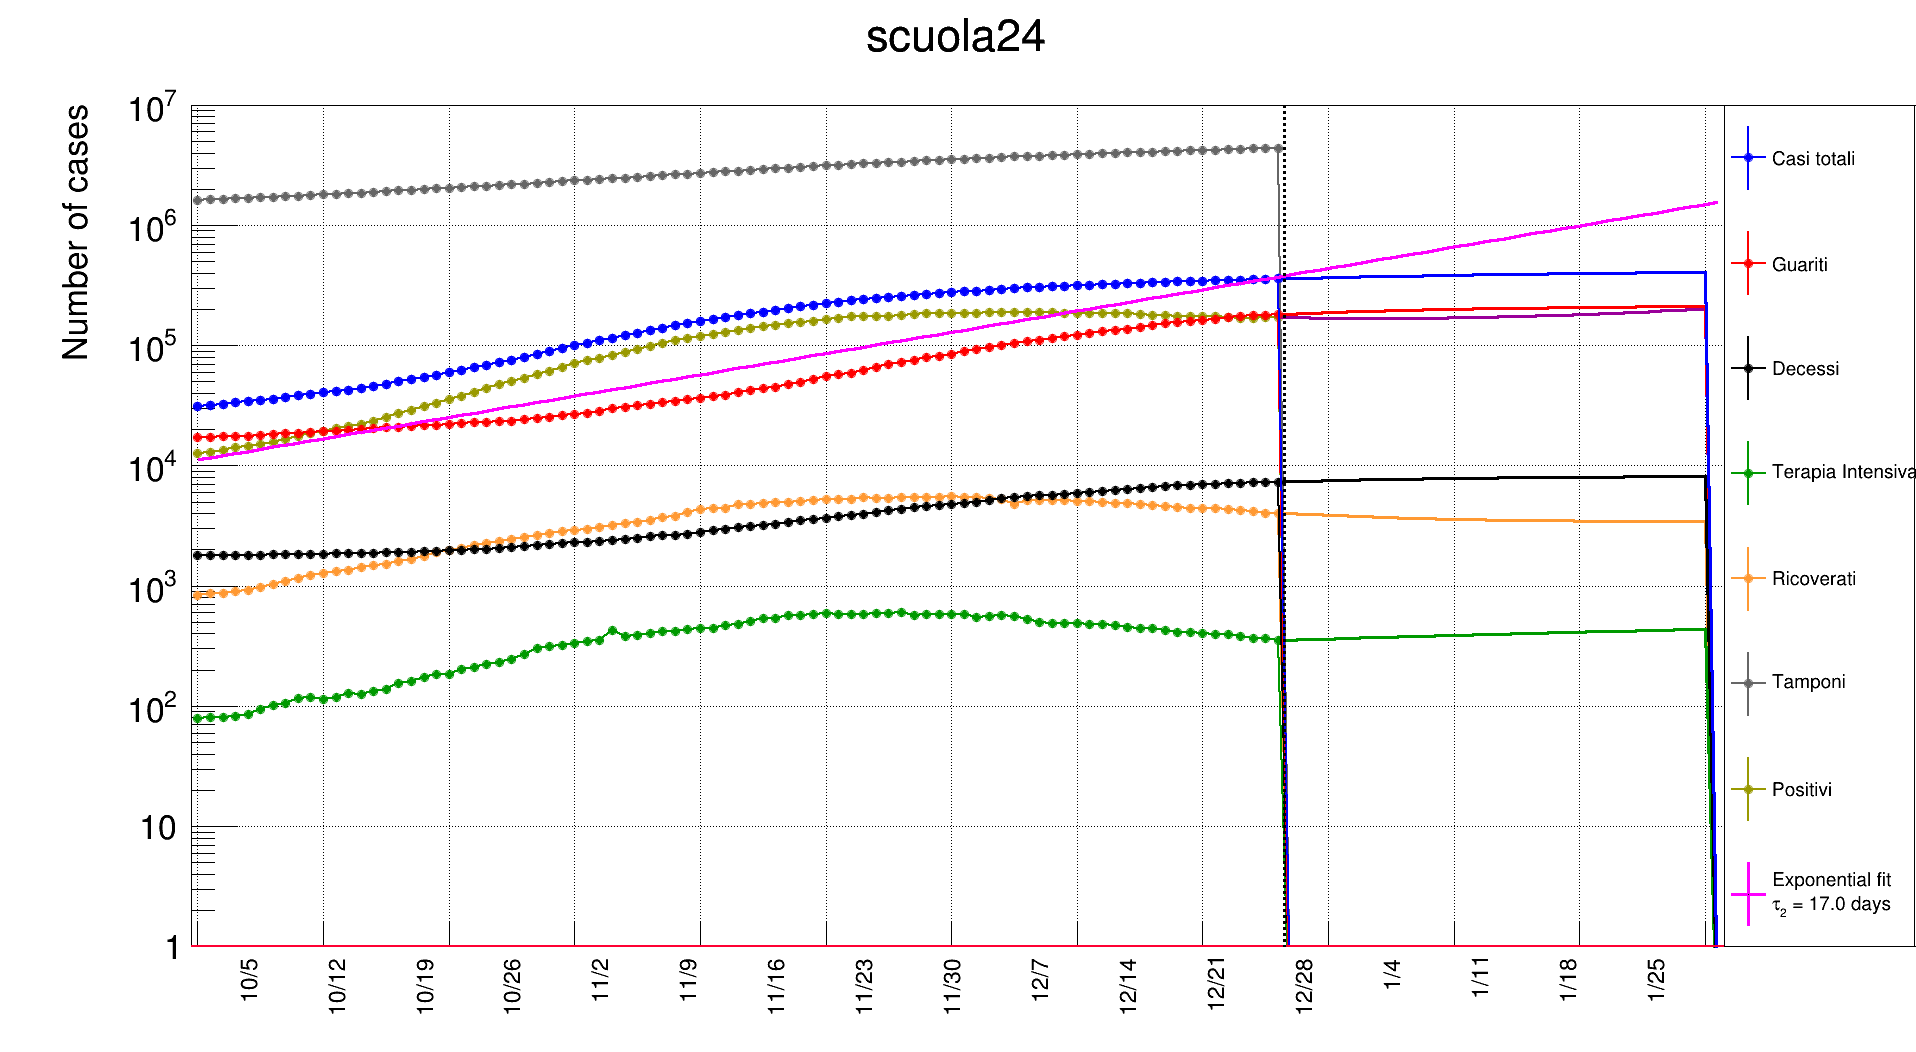 scuola24
Number of cases
10^7
10^6
10^5
10^4
10^3
10^2
10
1
10/5
10/12
10/19
10/26
11/2
11/9
11/16
11/23
11/30
12/7
12/14
12/21
12/28
1/4
1/11
1/18
1/25
Casi totali
Guariti
Decessi
Terapia Intensiva
Ricoverati
Tamponi
Positivi
Exponential fit
τ₂ = 17.0 days